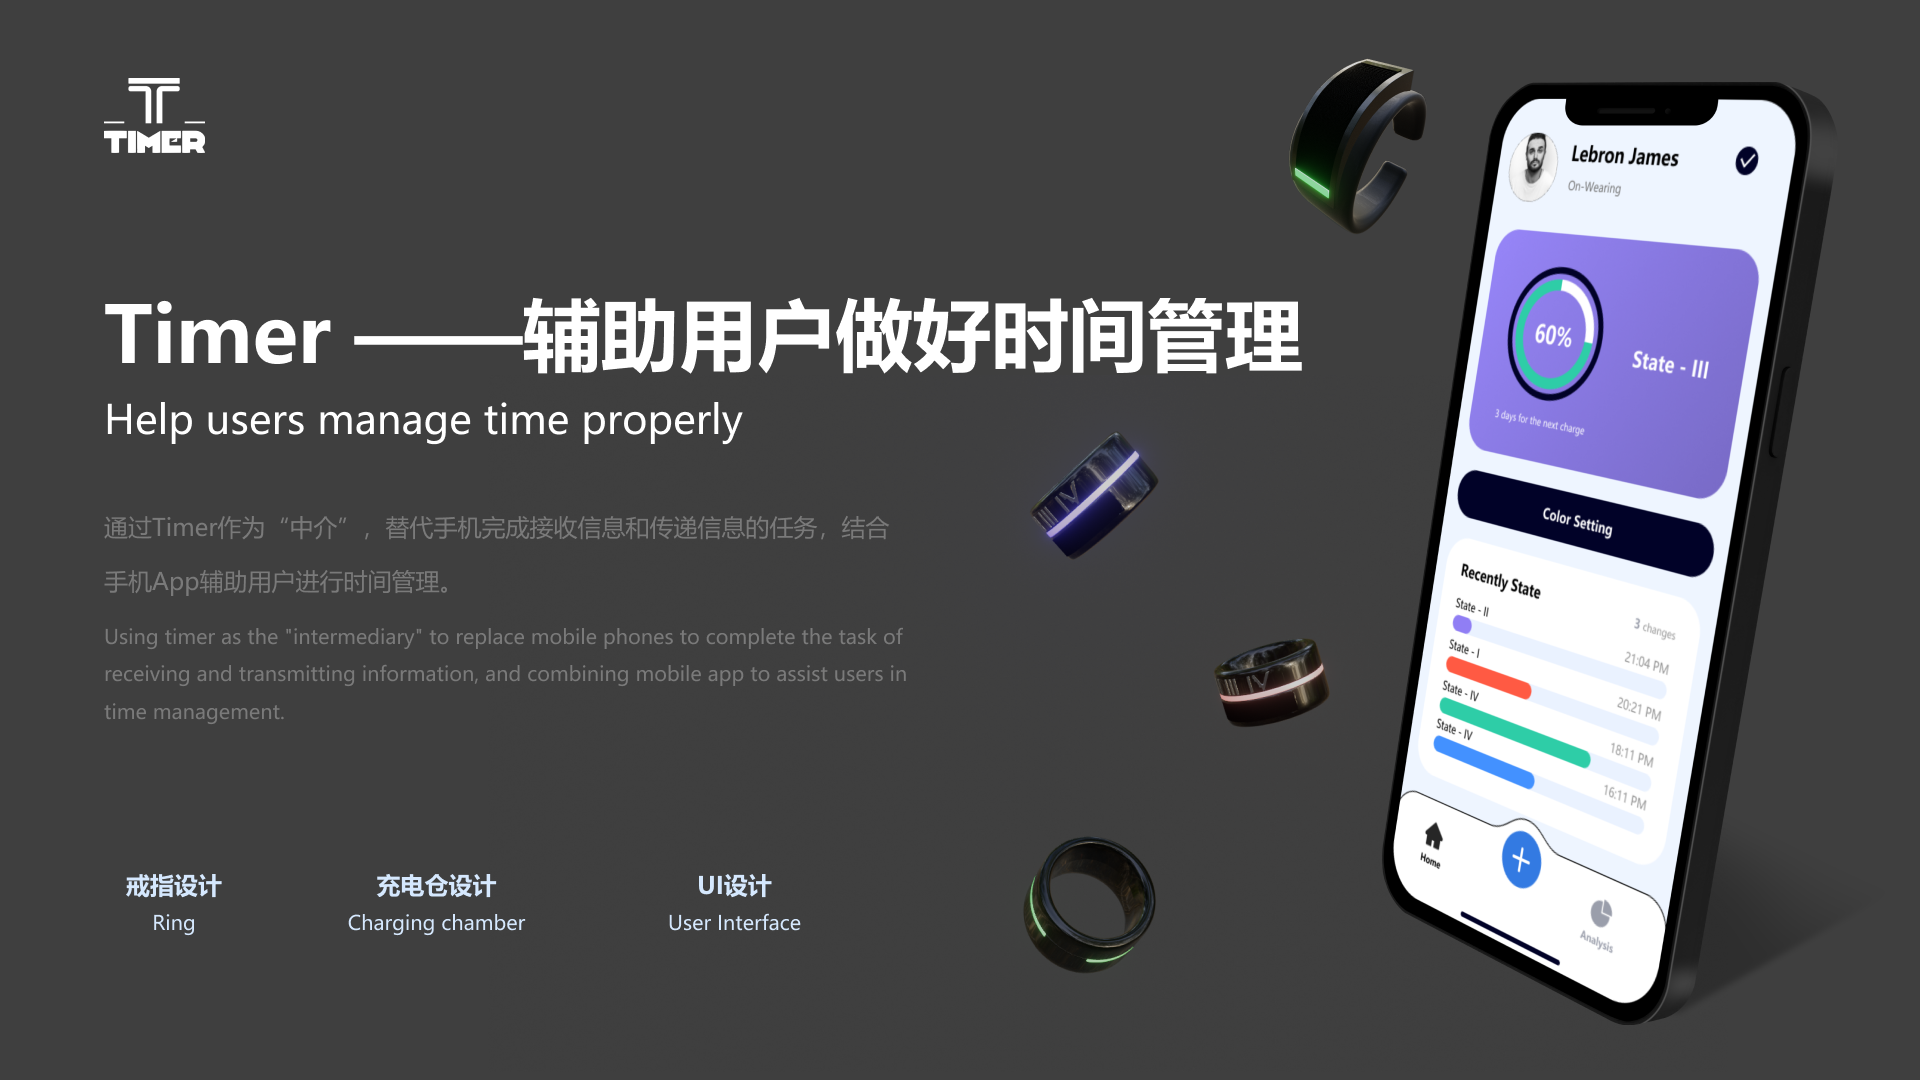 TIMER
Timer ——辅助用户做好时间管理
Help users manage time properly
通过Timer作为“中介”，替代手机完成接收信息和传递信息的任务，结合
手机App辅助用户进行时间管理。
Using timer as the "intermediary" to replace mobile phones to complete the task of
receiving and transmitting information, and combining mobile app to assist users in
time management.
戒指设计
Ring
充电仓设计
Charging chamber
UI设计
User Interface
III IV
III IV
Lebron James
On-Wearing
60%
State - III
3 days for the next charge
Color Setting
Recently State
3 changes
State - II
21:04 PM
State - I
20:21 PM
State - IV
18:11 PM
State - IV
16:11 PM
Home
Analysis